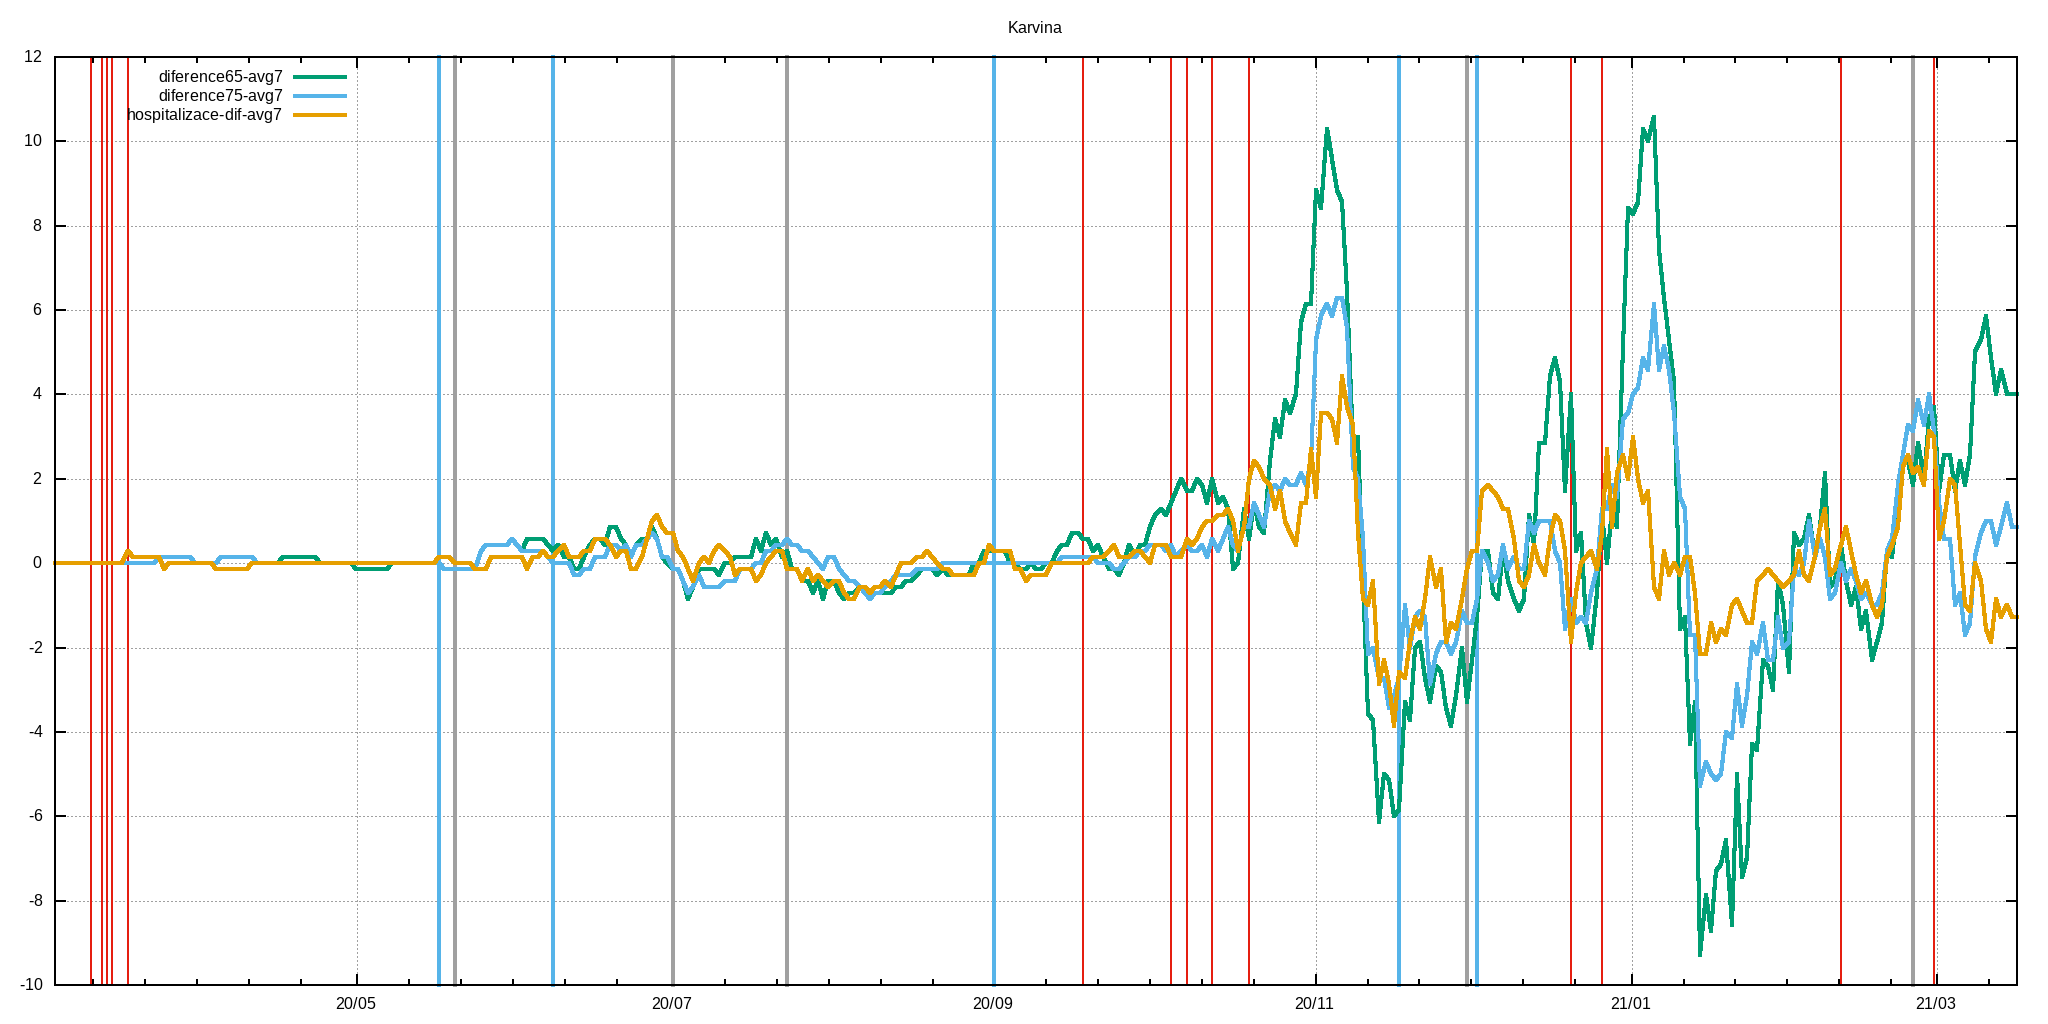 Karvina
12
diference65-avg7
diference75-avg7
hospitalizace-dif-avg7
10
8
6
4
2
0
-2
-4
-6
-8
-10
20/05 20/07 20/09 20/11 21/01 21/03